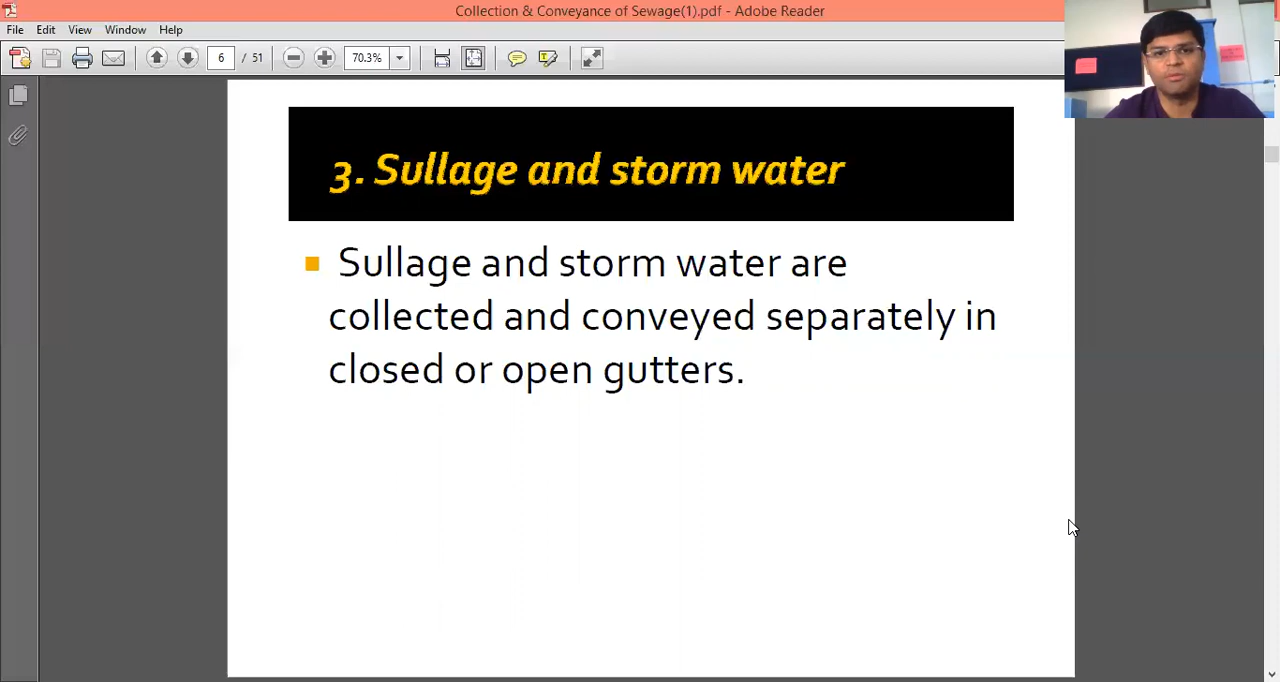 Collection & Conveyance of Sewage(1).pdf - Adobe Reader
File Edit View Window Help
6 / 51 70.3%
3. Sullage and storm water
Sullage and storm water are
collected and conveyed separately in
closed or open gutters.